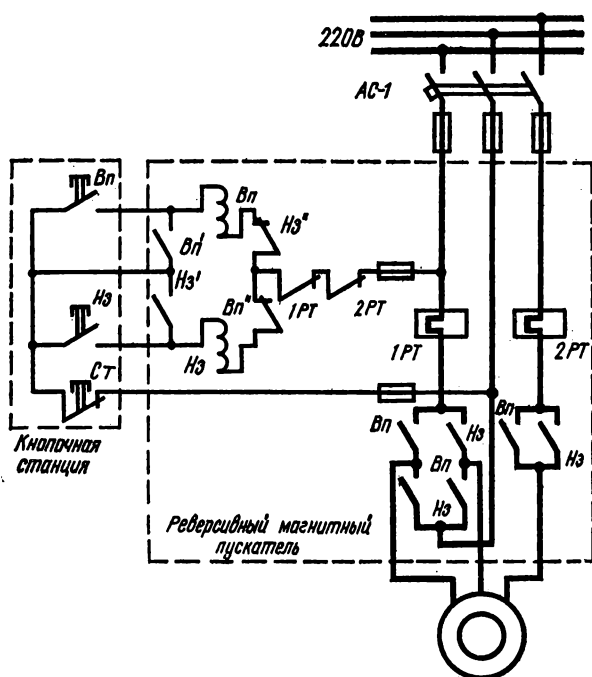 220В
АС-1
Вп
Вп
Нз"
Вп'
Нз'
Нз
Вп"
1РТ
2РТ
Нз
Ст
1РТ
2РТ
Вп
Нз
Вп
Нз
Вп
Нз
Кнопочная
станция
Реверсивный магнитный
пускатель